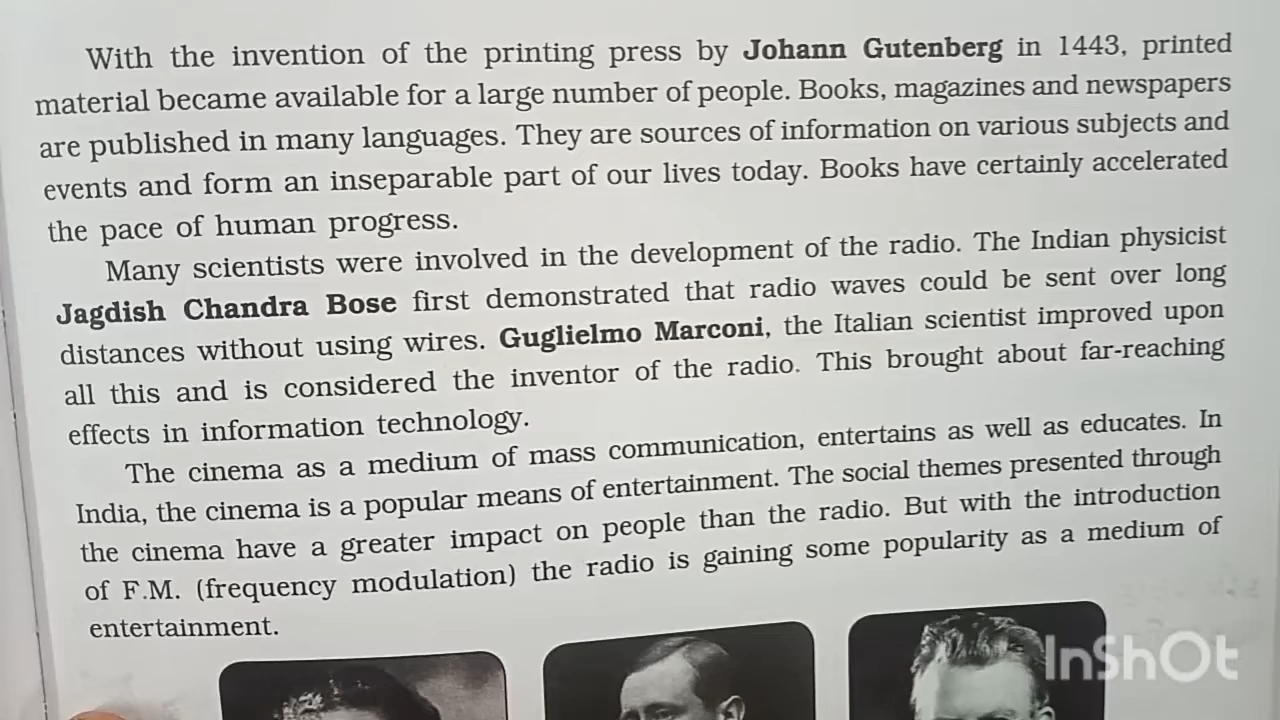 With the invention of the printing press by Johann Gutenberg in 1443, printed
material became available for a large number of people. Books, magazines and newspapers
are published in many languages. They are sources of information on various subjects and
events and form an inseparable part of our lives today. Books have certainly accelerated
the pace of human progress.
Many scientists were involved in the development of the radio. The Indian physicist
Jagdish Chandra Bose first demonstrated that radio waves could be sent over long
distances without using wires. Guglielmo Marconi, the Italian scientist improved upon
all this and is considered the inventor of the radio. This brought about far-reaching
effects in information technology.
The cinema as a medium of mass communication, entertains as well as educates. In
India, the cinema is a popular means of entertainment. The social themes presented through
the cinema have a greater impact on people than the radio. But with the introduction
of F.M. (frequency modulation) the radio is gaining some popularity as a medium of
entertainment.
InShOt